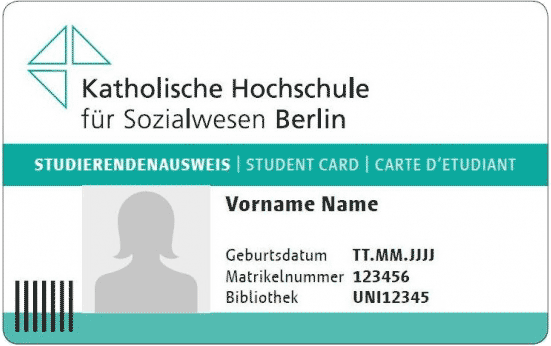 Katholische Hochschule
für Sozialwesen Berlin
STUDIERENDENAUSWEIS | STUDENT CARD | CARTE D'ETUDIANT
Vorname Name
Geburtsdatum TT.MM.JJJJ
Matrikelnummer 123456
Bibliothek UNI12345